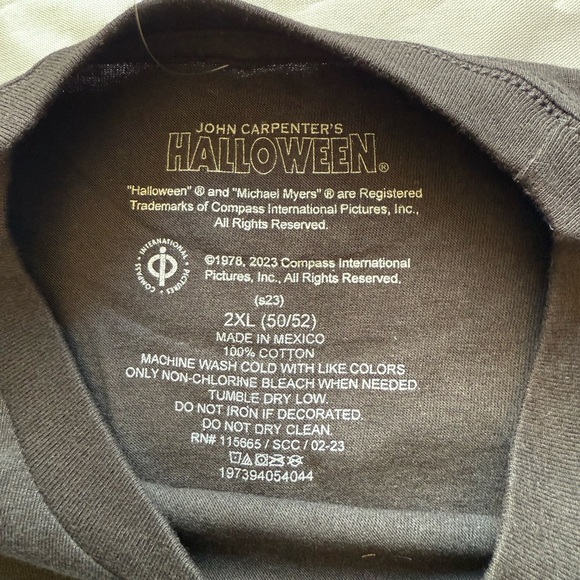 JOHN CARPENTER'S
HALLOWEEN®
"Halloween" ® and "Michael Myers" ® are Registered
Trademarks of Compass International Pictures, Inc.,
All Rights Reserved.
COMPASS • INTERNATIONAL • PICTURES •
©1978, 2023 Compass International
Pictures, Inc., All Rights Reserved.
(s23)
2XL (50/52)
MADE IN MEXICO
100% COTTON
MACHINE WASH COLD WITH LIKE COLORS
ONLY NON-CHLORINE BLEACH WHEN NEEDED.
TUMBLE DRY LOW.
DO NOT IRON IF DECORATED.
DO NOT DRY CLEAN.
RN# 115665 / SCC / 02-23
197394054044